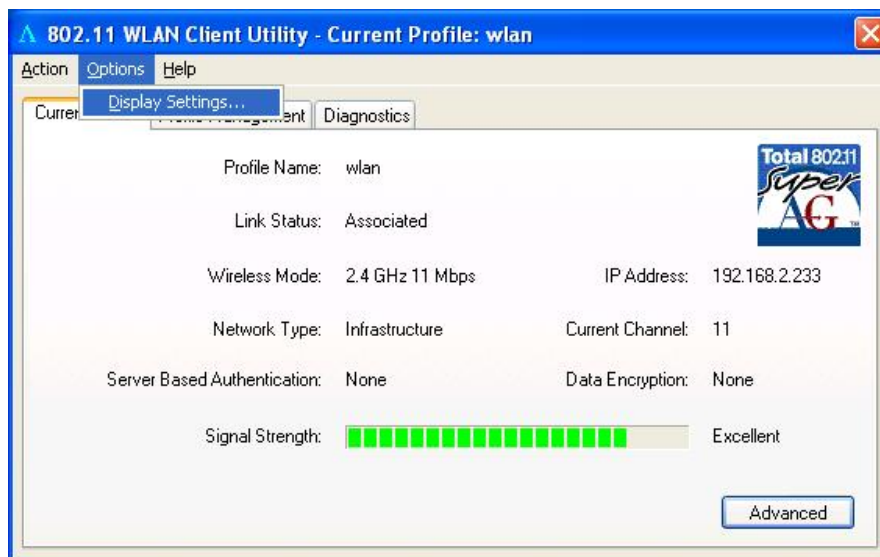 802.11 WLAN Client Utility - Current Profile: wlan
Action Options Help
Display Settings...
Diagnostics
Profile Name: wlan
Total 802.11
Super
AG
Link Status: Associated
Wireless Mode: 2.4 GHz 11 Mbps IP Address: 192.168.2.233
Network Type: Infrastructure Current Channel: 11
Server Based Authentication: None Data Encryption: None
Signal Strength: Excellent
Advanced